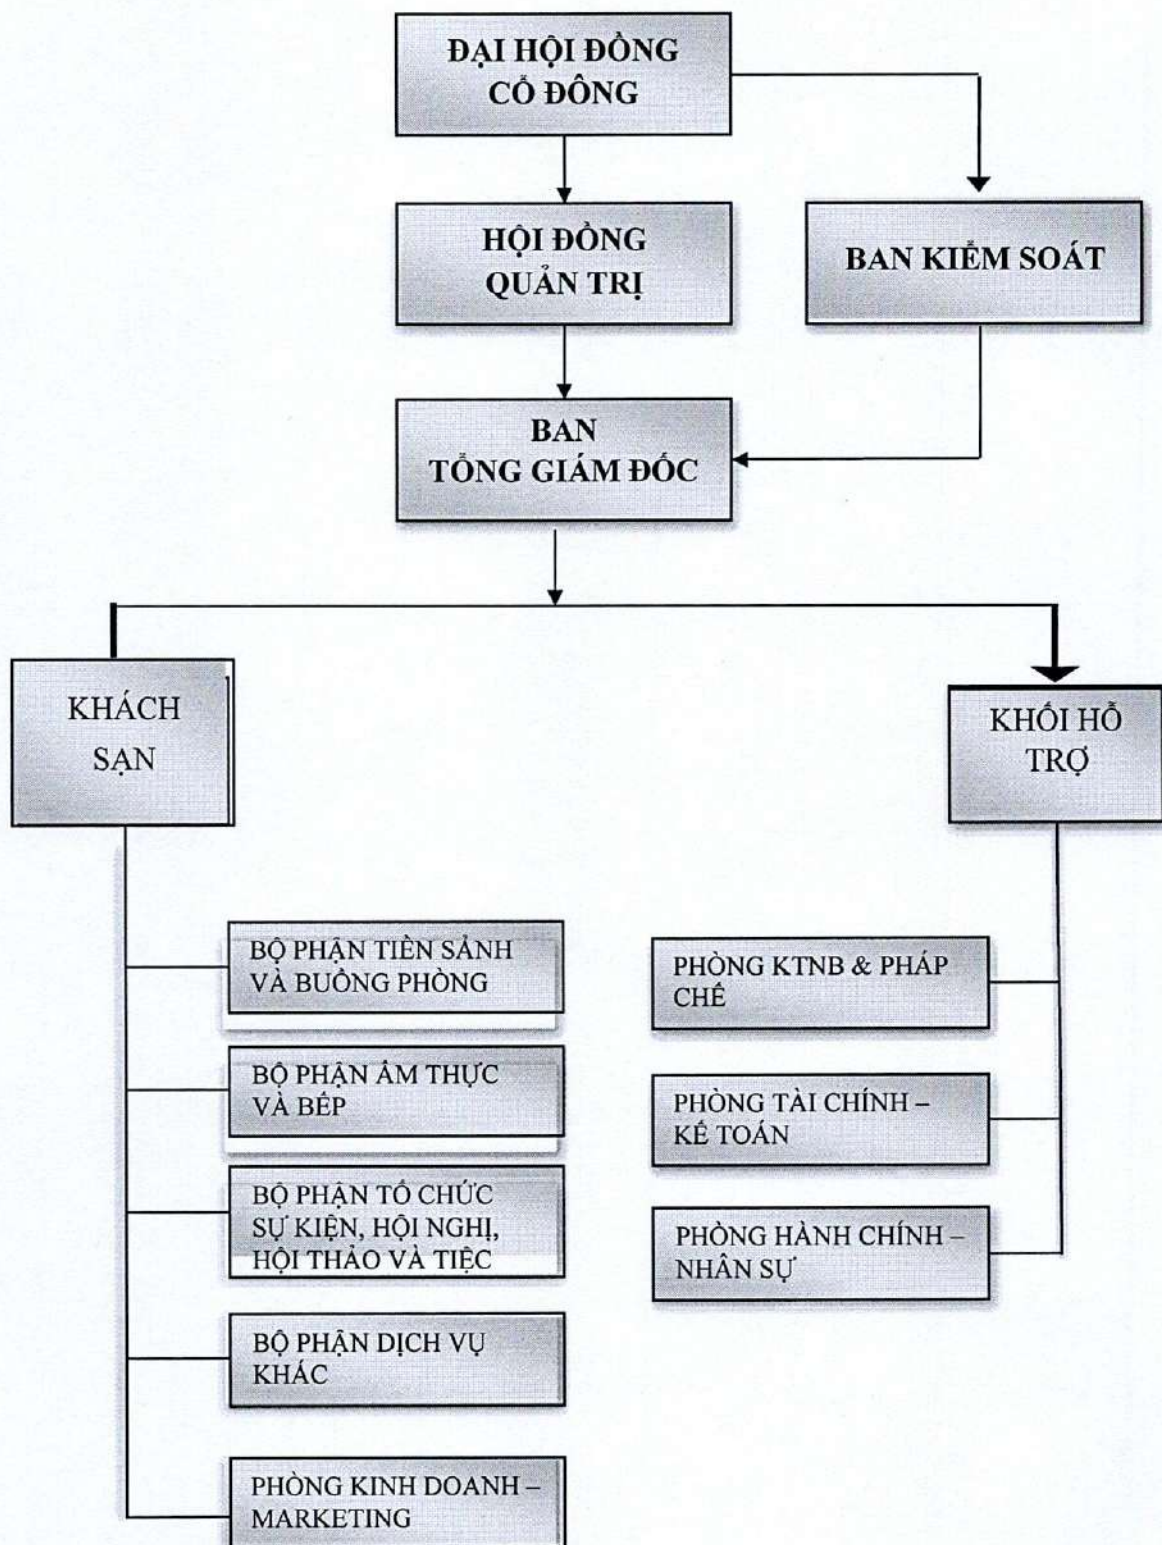 ĐẠI HỘI ĐỒNG
CỔ ĐÔNG
HỘI ĐỒNG
QUẢN TRỊ
BAN KIỂM SOÁT
BAN
TỔNG GIÁM ĐỐC
KHÁCH
SẠN
KHỐI HỖ
TRỢ
BỘ PHẬN TIỀN SẢNH
VÀ BUỒNG PHÒNG
BỘ PHẬN ẨM THỰC
VÀ BẾP
BỘ PHẬN TỔ CHỨC
SỰ KIỆN, HỘI NGHỊ,
HỘI THẢO VÀ TIỆC
BỘ PHẬN DỊCH VỤ
KHÁC
PHÒNG KINH DOANH –
MARKETING
PHÒNG KTNB & PHÁP
CHẾ
PHÒNG TÀI CHÍNH –
KẾ TOÁN
PHÒNG HÀNH CHÍNH –
NHÂN SỰ